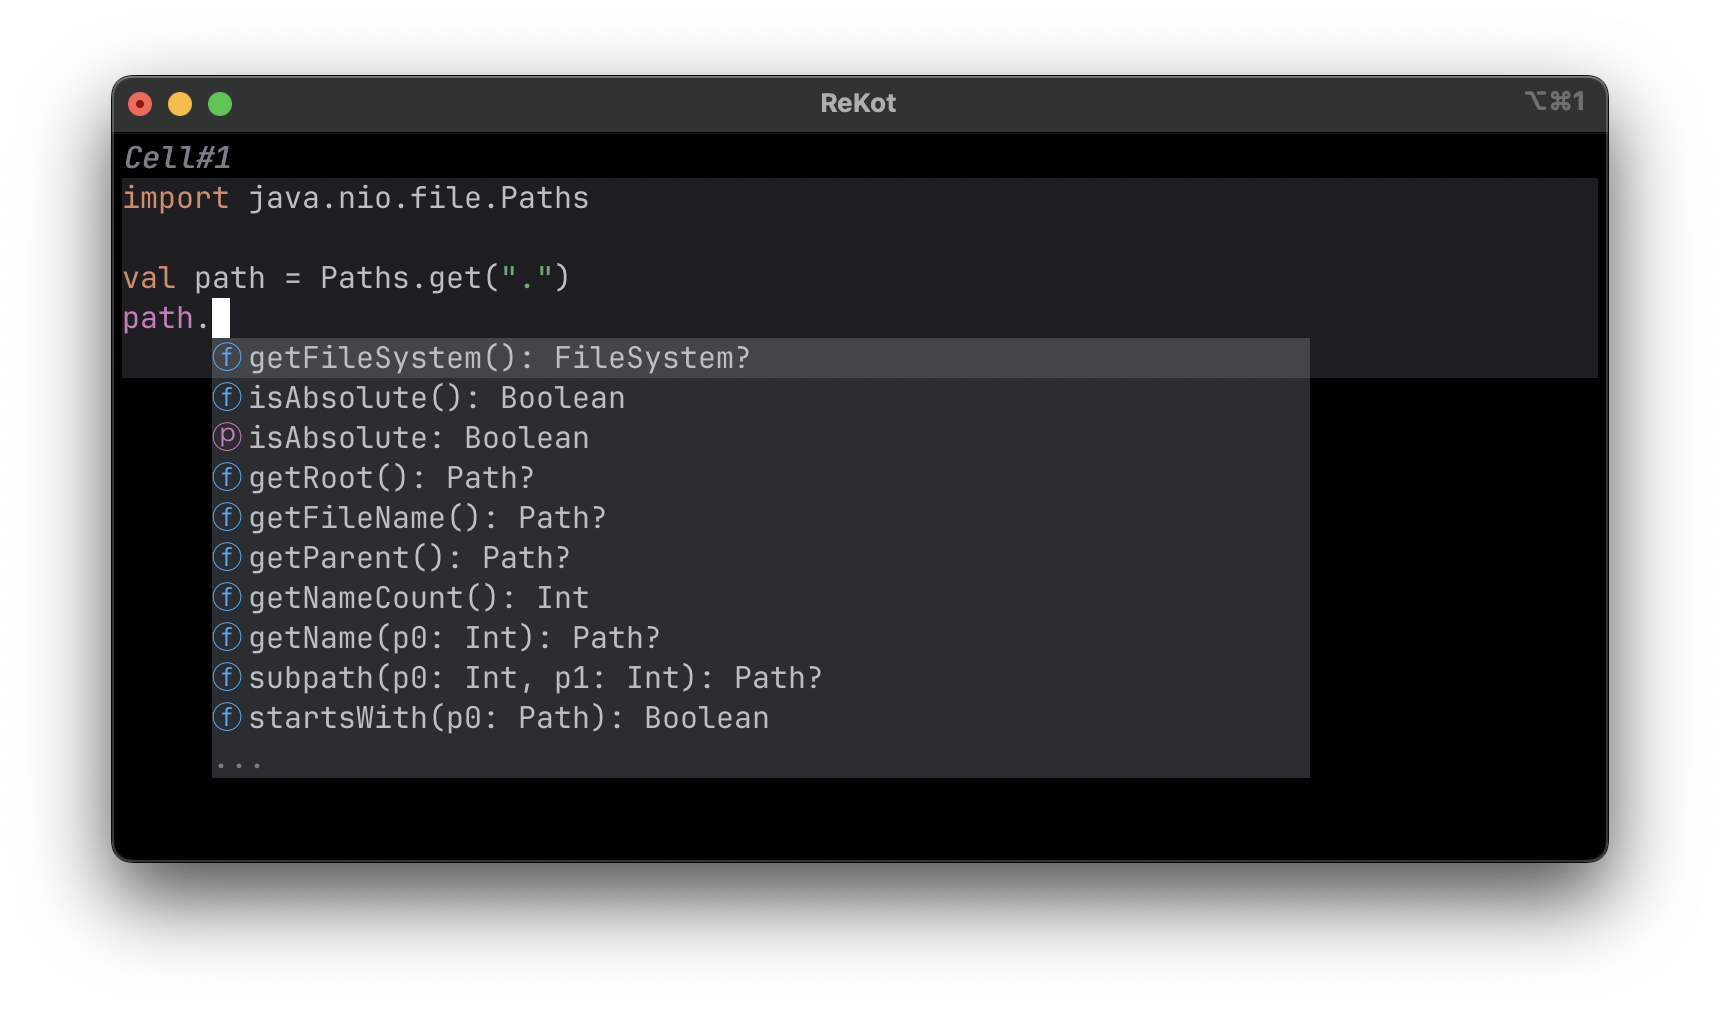 ReKot
⌥⌘1
Cell#1
import java.nio.file.Paths
val path = Paths.get(".")
path.
ⓕ getFileSystem(): FileSystem?
ⓕ isAbsolute(): Boolean
ⓟ isAbsolute: Boolean
ⓕ getRoot(): Path?
ⓕ getFileName(): Path?
ⓕ getParent(): Path?
ⓕ getNameCount(): Int
ⓕ getName(p0: Int): Path?
ⓕ subpath(p0: Int, p1: Int): Path?
ⓕ startsWith(p0: Path): Boolean
...